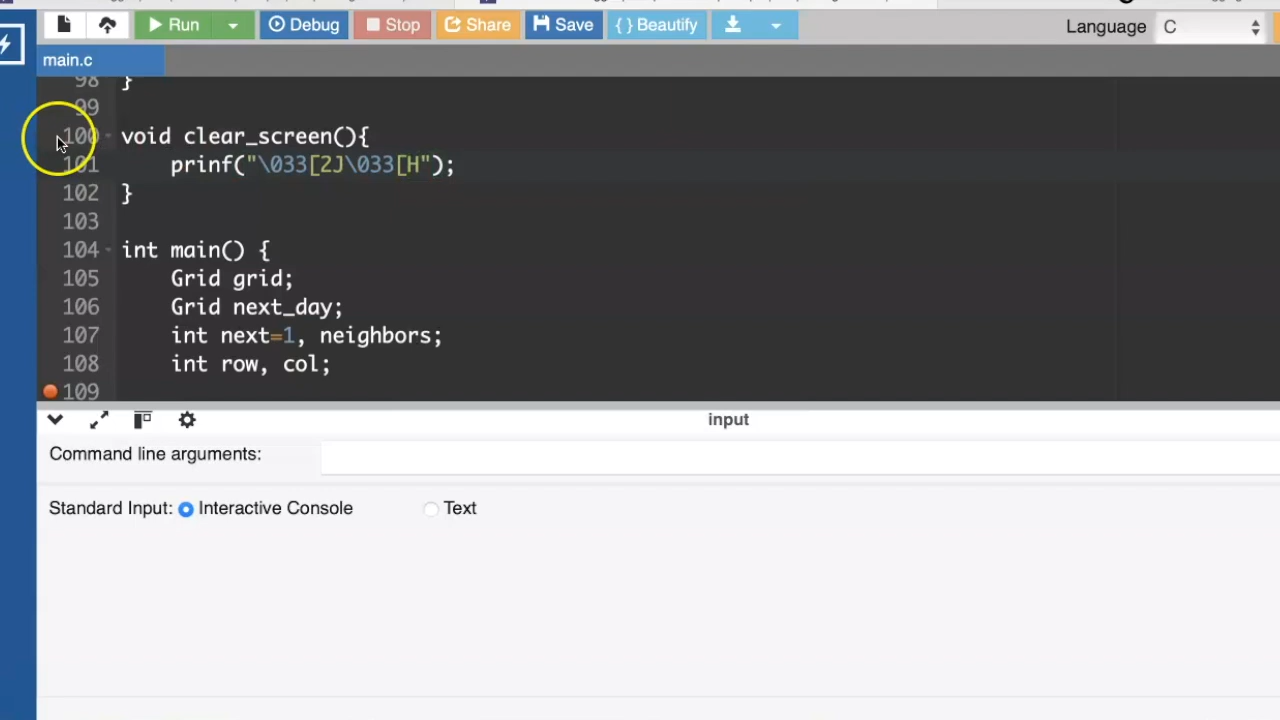 Run Debug Stop Share Save { } Beautify Language C
main.c
98 }
99
100 void clear_screen(){
101 prinf("\033[2J\033[H");
102 }
103
104 int main() {
105 Grid grid;
106 Grid next_day;
107 int next=1, neighbors;
108 int row, col;
109
input
Command line arguments:
Standard Input: Interactive Console Text